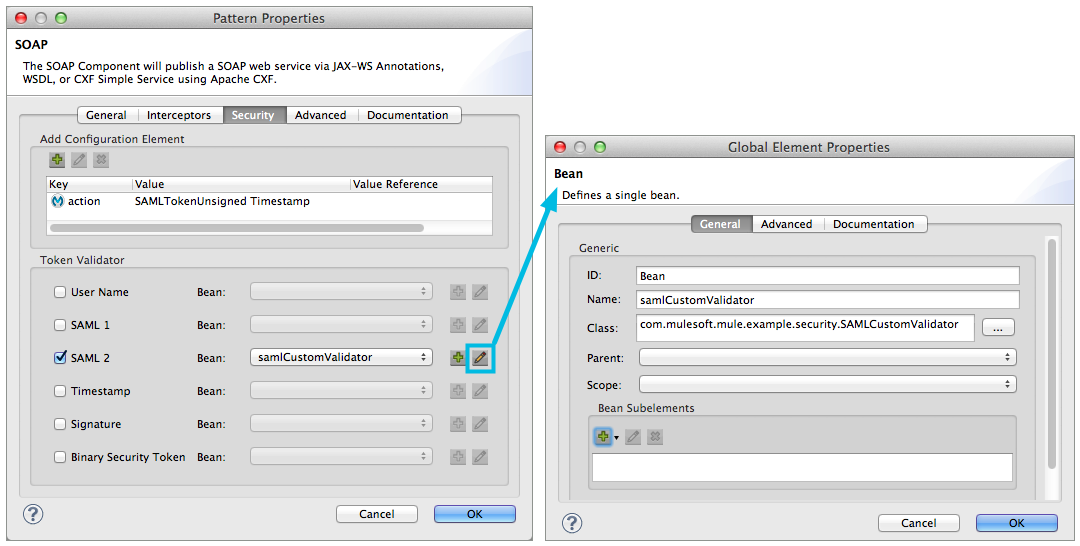 Pattern Properties
SOAP
The SOAP Component will publish a SOAP web service via JAX-WS Annotations,
WSDL, or CXF Simple Service using Apache CXF.
General Interceptors Security Advanced Documentation
Add Configuration Element
Key Value Value Reference
action SAMLTokenUnsigned Timestamp
Token Validator
User Name Bean:
SAML 1 Bean:
SAML 2 Bean: samlCustomValidator
Timestamp Bean:
Signature Bean:
Binary Security Token Bean:
? Cancel OK
Global Element Properties
Bean
Defines a single bean.
General Advanced Documentation
Generic
ID: Bean
Name: samlCustomValidator
Class: com.mulesoft.mule.example.security.SAMLCustomValidator ...
Parent:
Scope:
Bean Subelements
? Cancel OK